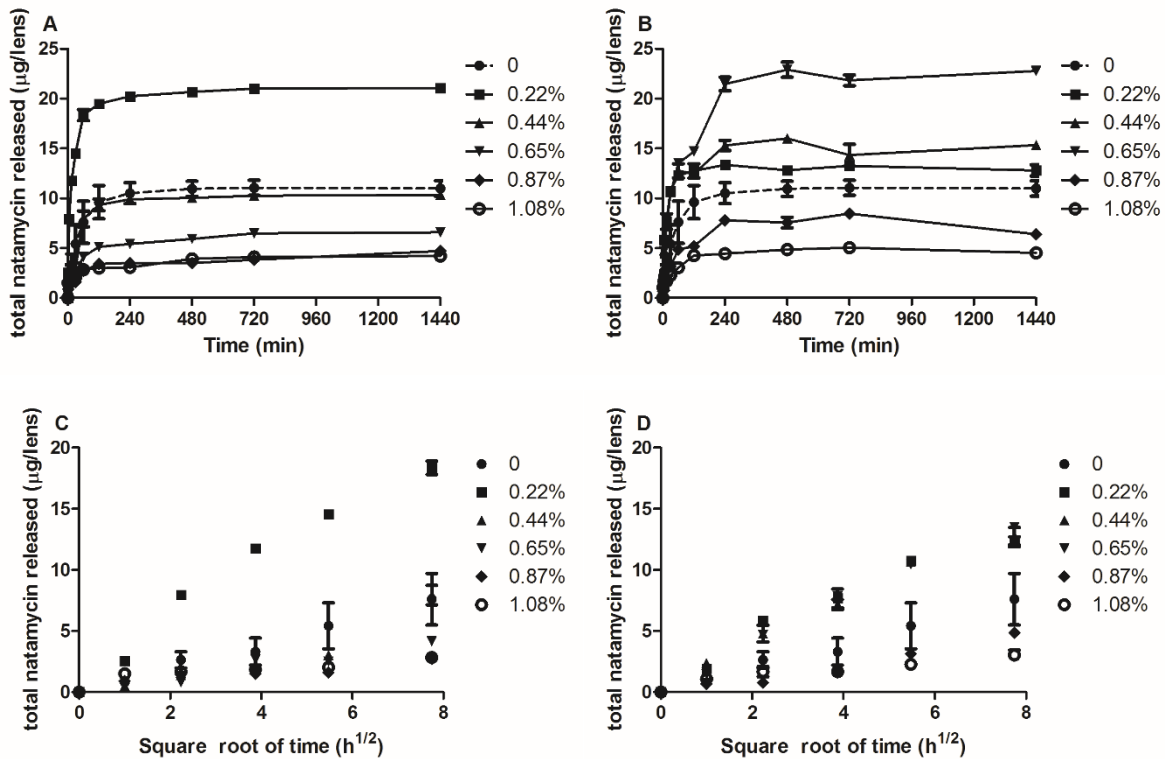 A
total natamycin released (μg/lens)
25
20
15
10
5
0
0 240 480 720 960 1200 1440
Time (min)
0
0.22%
0.44%
0.65%
0.87%
1.08%
B
total natamycin released (μg/lens)
25
20
15
10
5
0
0 240 480 720 960 1200 1440
Time (min)
0
0.22%
0.44%
0.65%
0.87%
1.08%
C
total natamycin released (μg/lens)
20
15
10
5
0
0 2 4 6 8
Square root of time (h^1/2)
0
0.22%
0.44%
0.65%
0.87%
1.08%
D
total natamycin released (μg/lens)
20
15
10
5
0
0 2 4 6 8
Square root of time (h^1/2)
0
0.22%
0.44%
0.65%
0.87%
1.08%